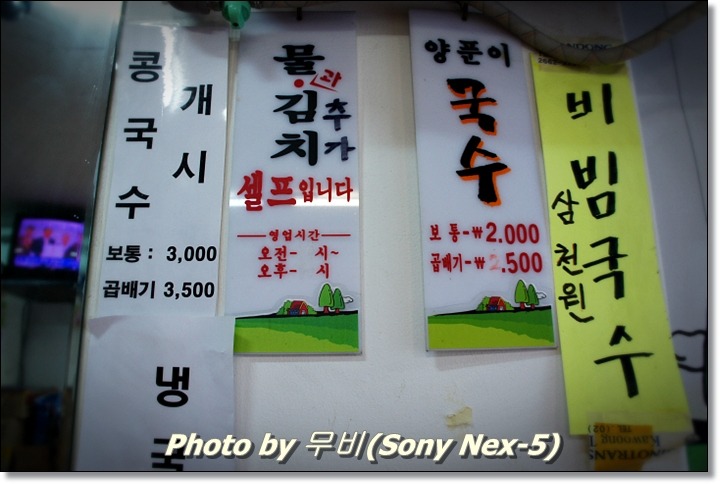 콩국수
개시
보통 : 3,000
곱배기 3,500
냉국
물과
김치추가
셀프입니다
영업시간
오전- 시~
오후- 시
양푼이
국수
보통-₩2.000
곱배기-₩2.500
비빔국수
삼천원
TEL (02)
Photo by 무비(Sony Nex-5)